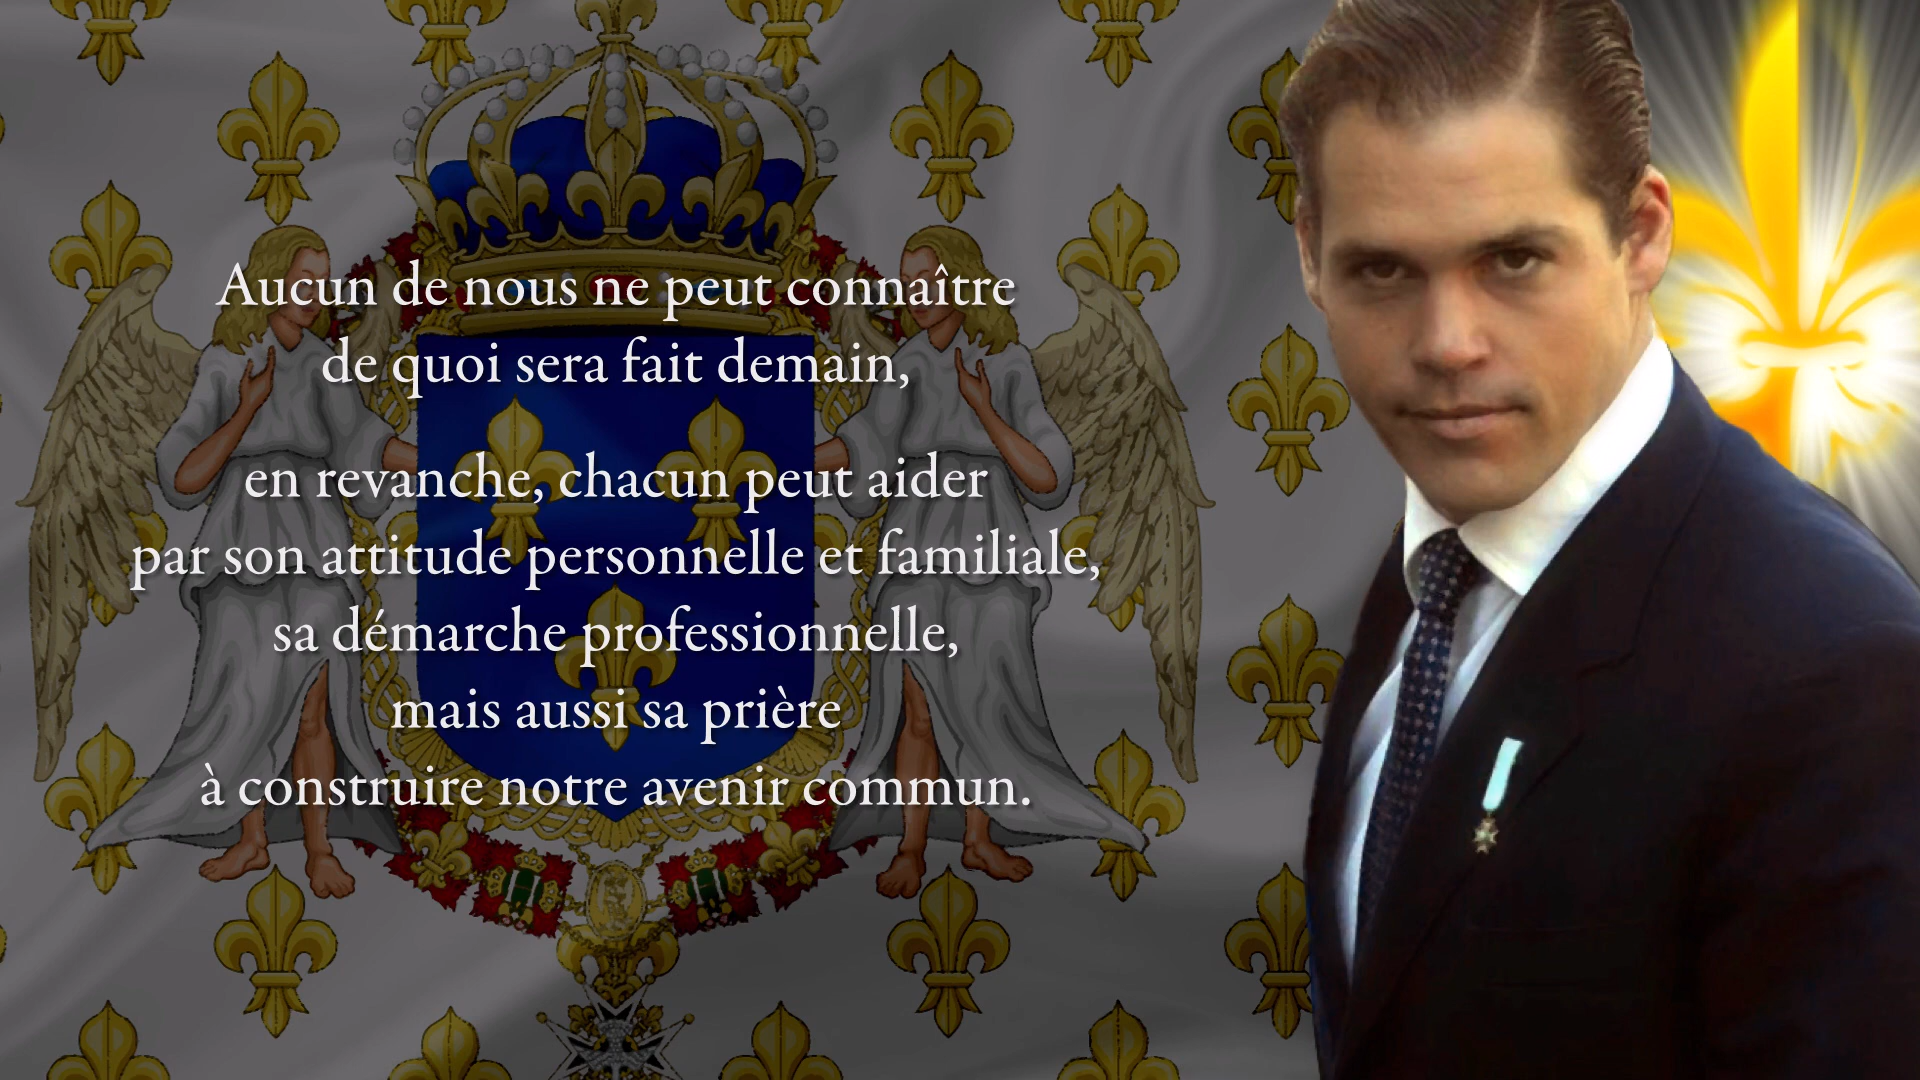 Aucun de nous ne peut connaître
de quoi sera fait demain,
en revanche, chacun peut aider
par son attitude personnelle et familiale,
sa démarche professionnelle,
mais aussi sa prière
à construire notre avenir commun.